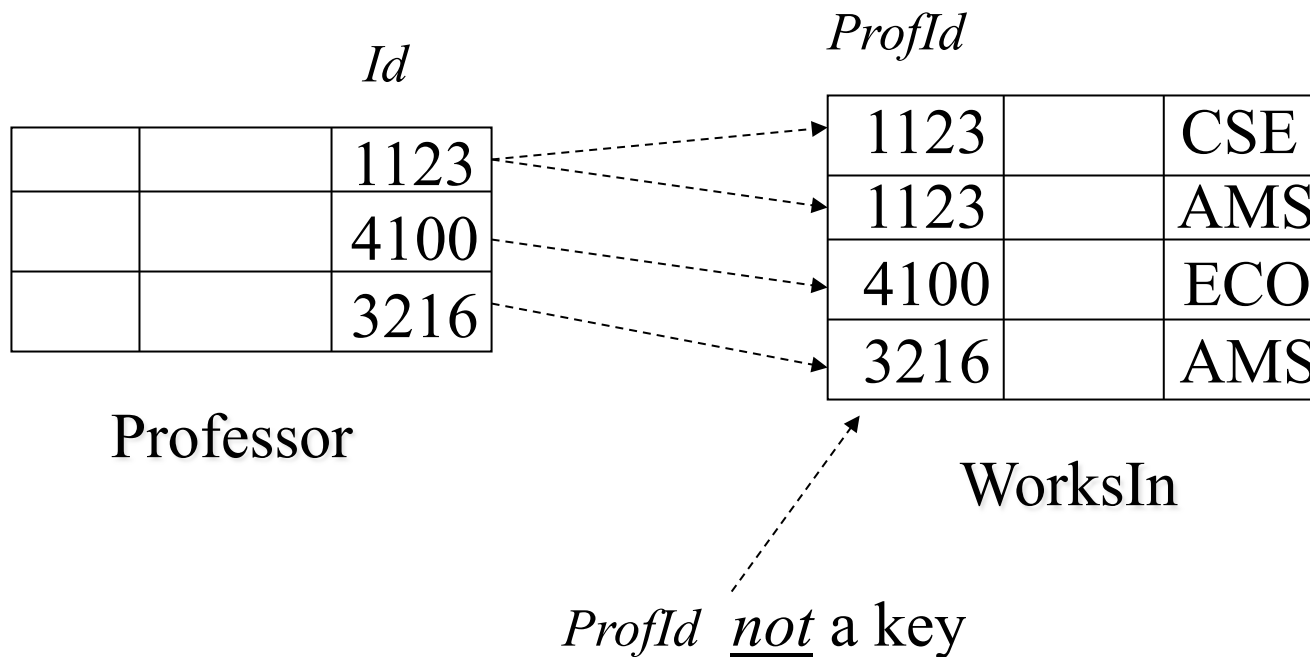 Id
ProfId
1123
4100
3216
1123 CSE
1123 AMS
4100 ECO
3216 AMS
Professor
WorksIn
ProfId not a key